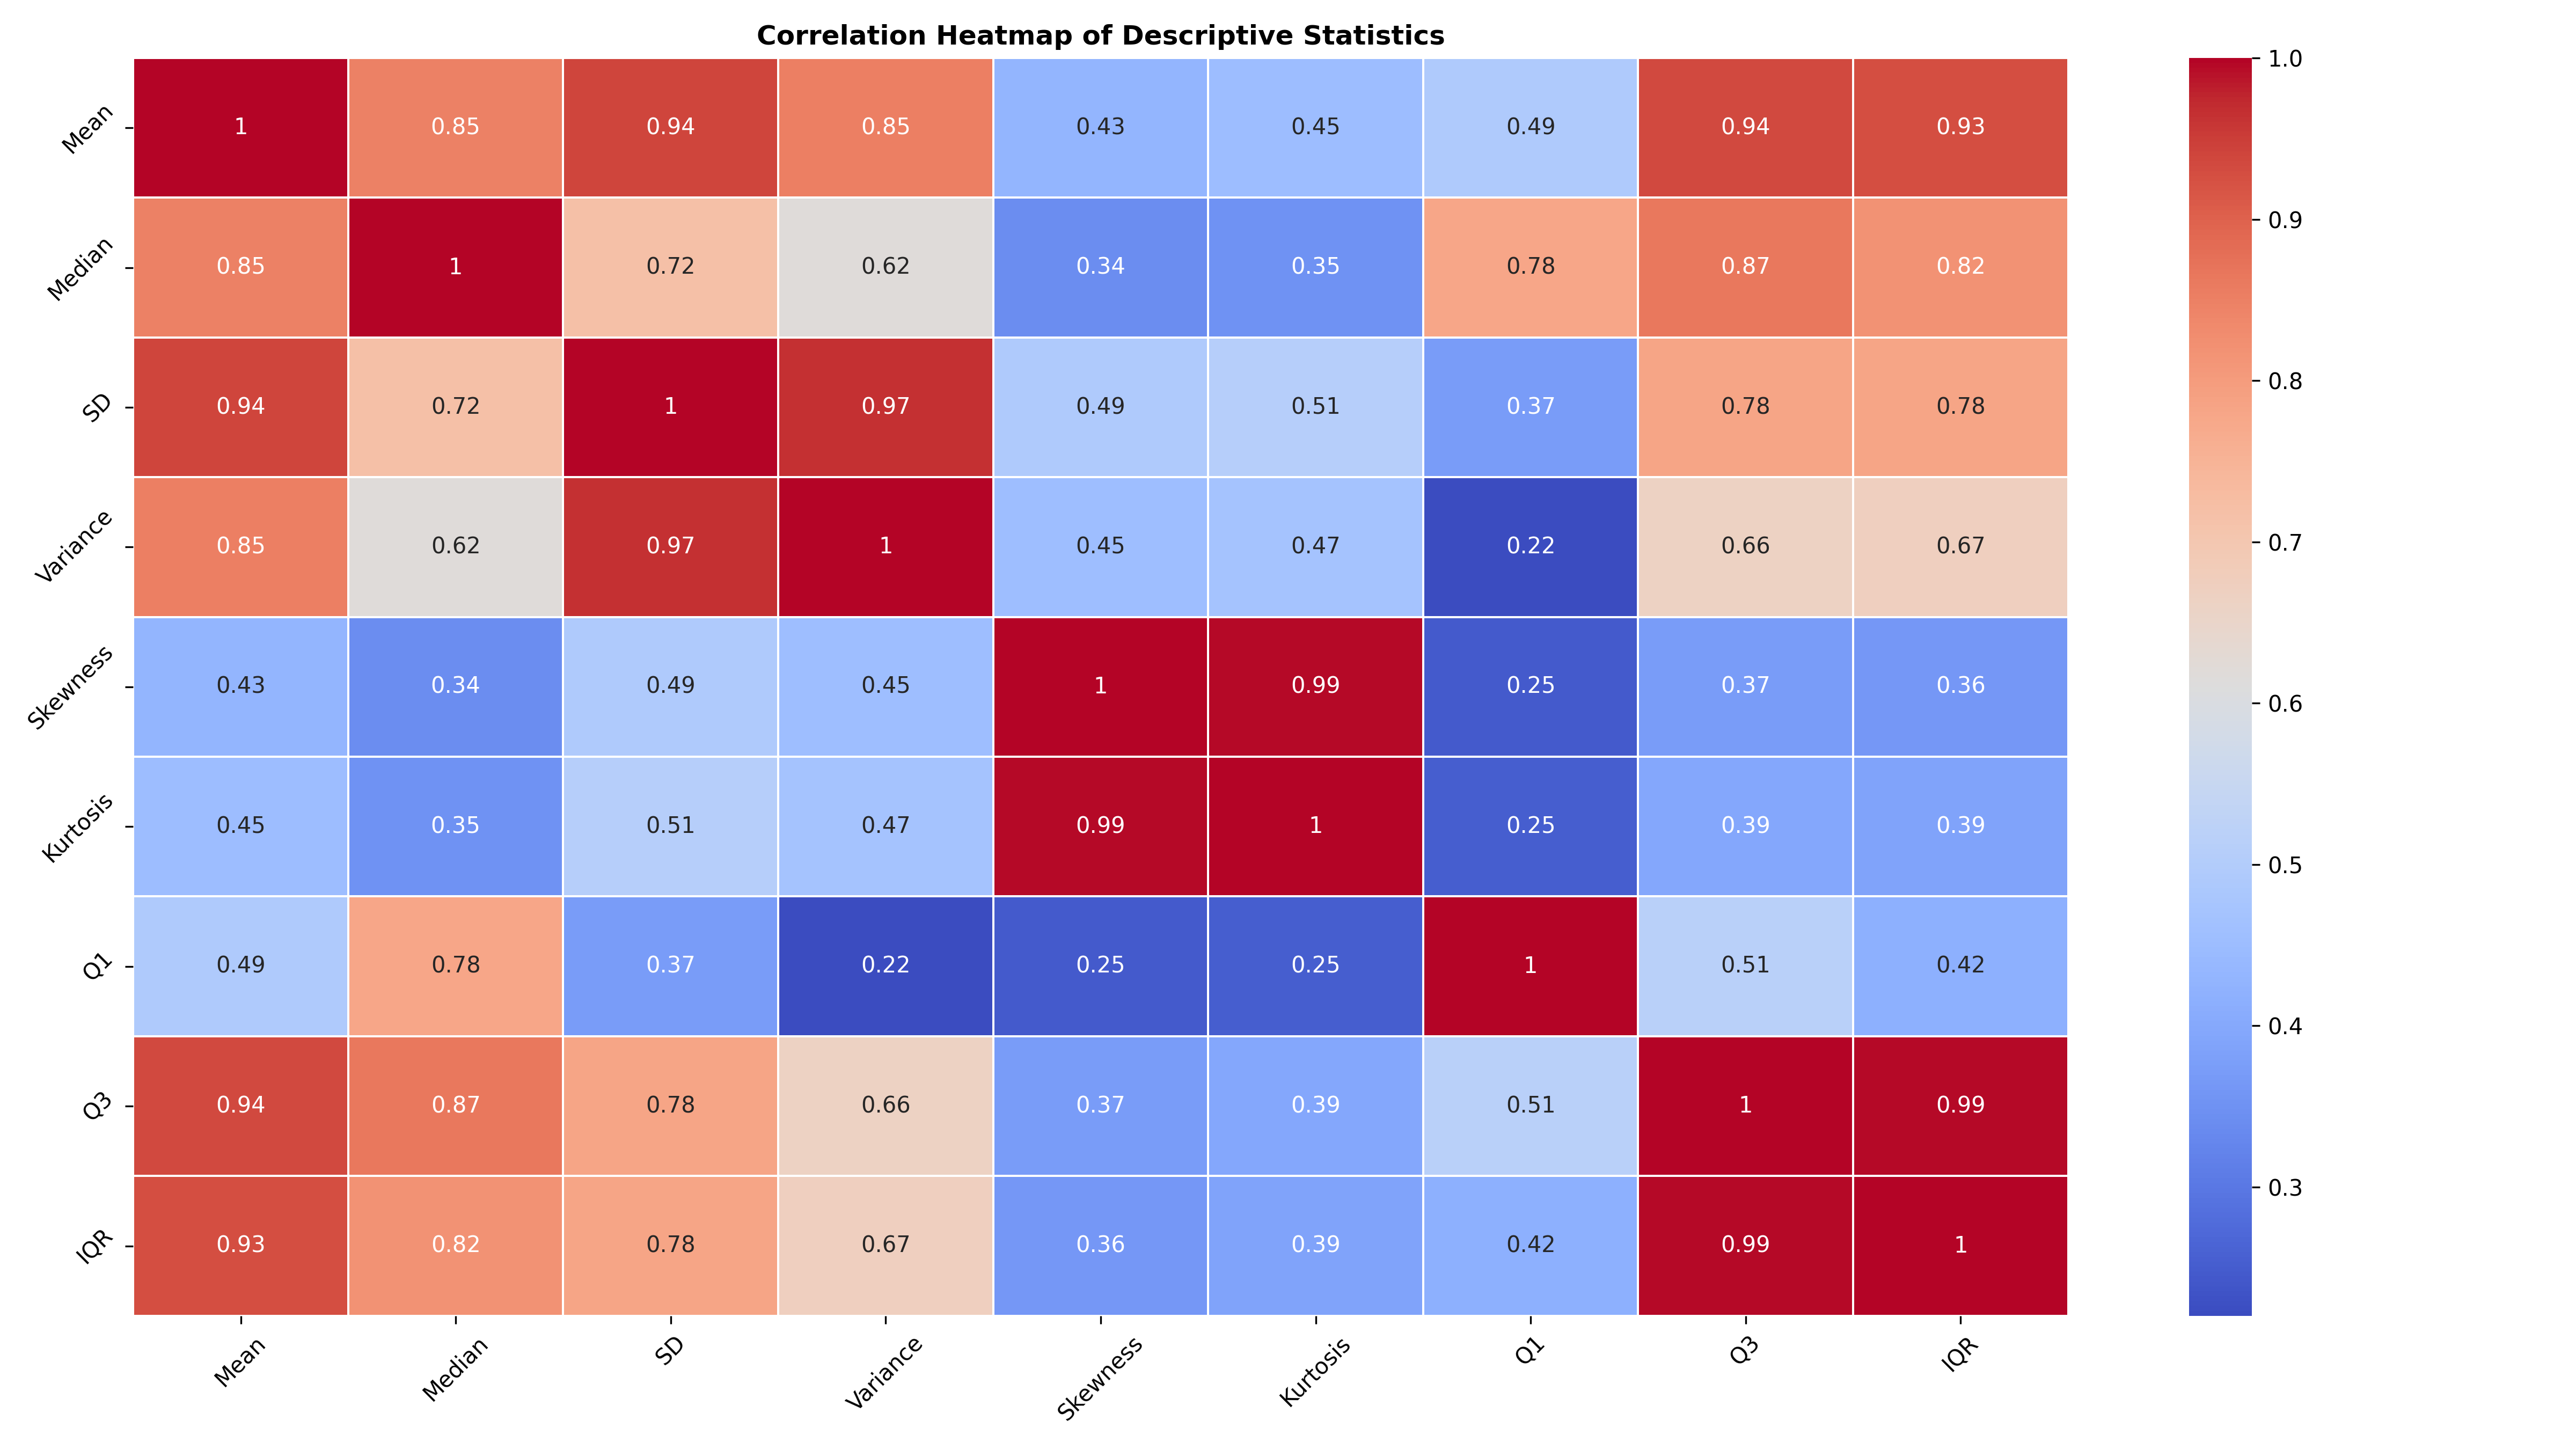 Correlation Heatmap of Descriptive Statistics
Mean 1 0.85 0.94 0.85 0.43 0.45 0.49 0.94 0.93
Median 0.85 1 0.72 0.62 0.34 0.35 0.78 0.87 0.82
SD 0.94 0.72 1 0.97 0.49 0.51 0.37 0.78 0.78
Variance 0.85 0.62 0.97 1 0.45 0.47 0.22 0.66 0.67
Skewness 0.43 0.34 0.49 0.45 1 0.99 0.25 0.37 0.36
Kurtosis 0.45 0.35 0.51 0.47 0.99 1 0.25 0.39 0.39
Q1 0.49 0.78 0.37 0.22 0.25 0.25 1 0.51 0.42
Q3 0.94 0.87 0.78 0.66 0.37 0.39 0.51 1 0.99
IQR 0.93 0.82 0.78 0.67 0.36 0.39 0.42 0.99 1
Mean Median SD Variance Skewness Kurtosis Q1 Q3 IQR
1.0
0.9
0.8
0.7
0.6
0.5
0.4
0.3